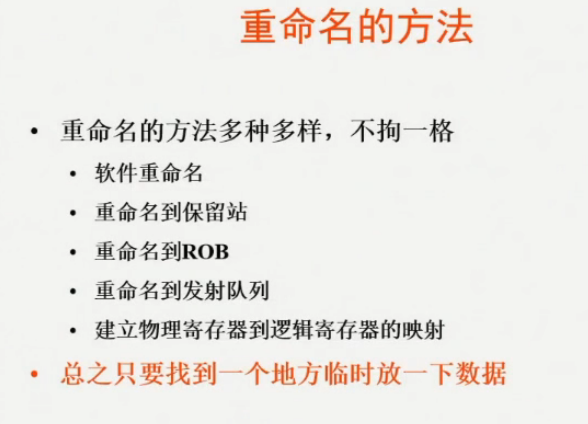 重命名的方法
• 重命名的方法多种多样，不拘一格
• 软件重命名
• 重命名到保留站
• 重命名到ROB
• 重命名到发射队列
• 建立物理寄存器到逻辑寄存器的映射
• 总之只要找到一个地方临时放一下数据